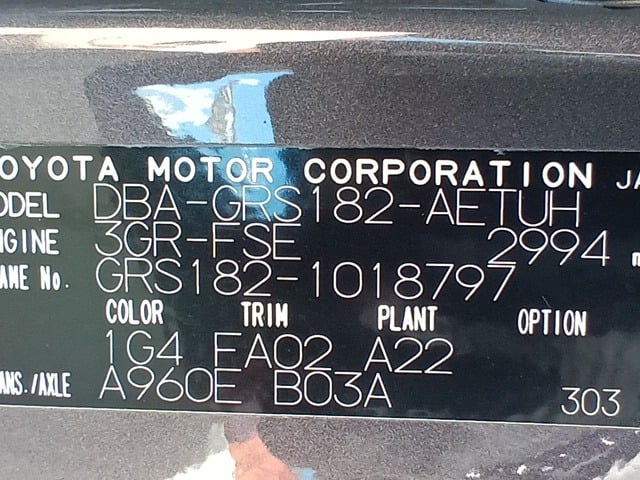 OYOTA MOTOR CORPORATION JA
ODEL DBA-GRS182-AETUH
NGINE 3GR-FSE 2994 m
AME No. GRS182-1018797
COLOR TRIM PLANT OPTION
1G4 FA02 A22
ANS./AXLE A960E B03A 303